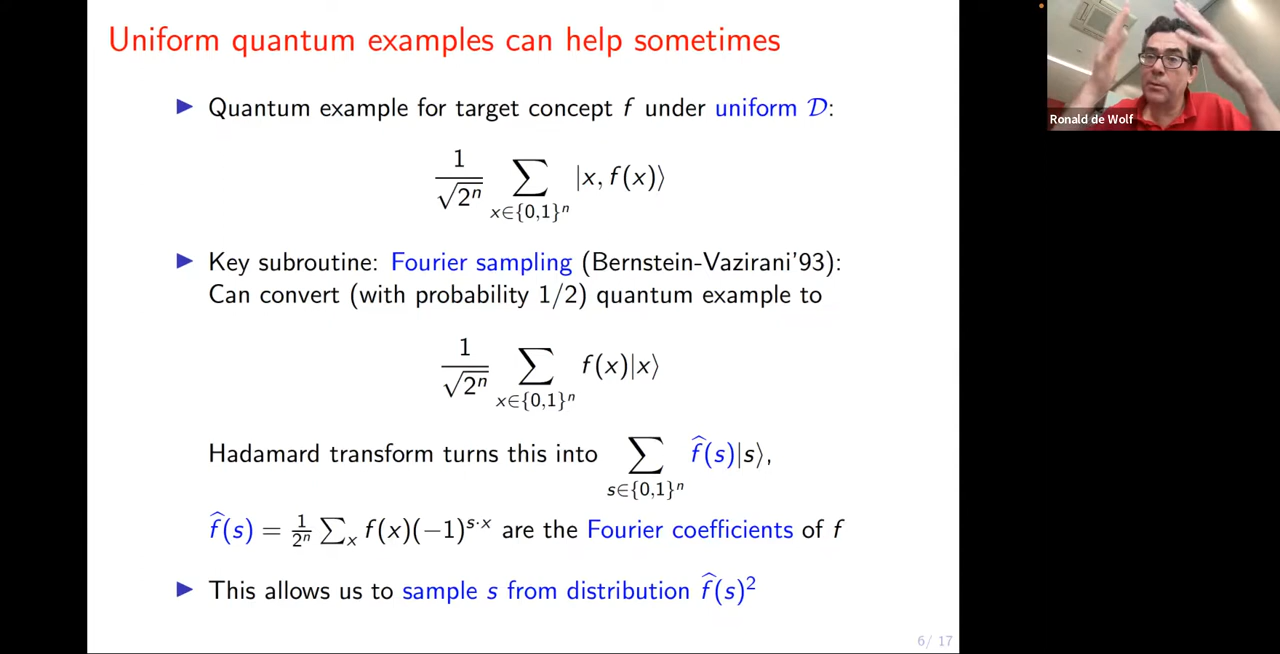 Uniform quantum examples can help sometimes
▶ Quantum example for target concept f under uniform 𝒟:
1/√2ⁿ ∑_{x∈{0,1}ⁿ} |x, f(x)⟩
▶ Key subroutine: Fourier sampling (Bernstein-Vazirani'93):
Can convert (with probability 1/2) quantum example to
1/√2ⁿ ∑_{x∈{0,1}ⁿ} f(x)|x⟩
Hadamard transform turns this into ∑_{s∈{0,1}ⁿ} f̂(s)|s⟩,
f̂(s) = 1/2ⁿ ∑ₓ f(x)(−1)^{s·x} are the Fourier coefficients of f
▶ This allows us to sample s from distribution f̂(s)²
6/ 17
Ronald de Wolf